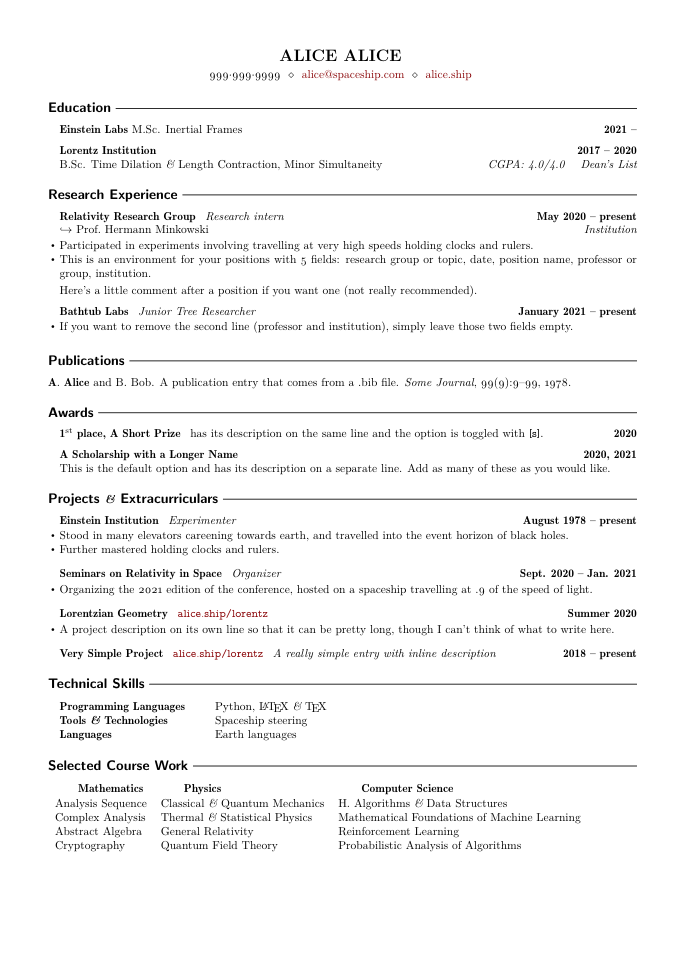 ALICE ALICE
999·999·9999 ⋄ alice@spaceship.com ⋄ alice.ship
Education
Einstein Labs M.Sc. Inertial Frames 2021 –
Lorentz Institution 2017 – 2020
B.Sc. Time Dilation & Length Contraction, Minor Simultaneity CGPA: 4.0/4.0 Dean's List
Research Experience
Relativity Research Group Research intern May 2020 – present
↪ Prof. Hermann Minkowski Institution
• Participated in experiments involving travelling at very high speeds holding clocks and rulers.
• This is an environment for your positions with 5 fields: research group or topic, date, position name, professor or
group, institution.
Here's a little comment after a position if you want one (not really recommended).
Bathtub Labs Junior Tree Researcher January 2021 – present
• If you want to remove the second line (professor and institution), simply leave those two fields empty.
Publications
A. Alice and B. Bob. A publication entry that comes from a .bib file. Some Journal, 99(9):9–99, 1978.
Awards
1st place, A Short Prize has its description on the same line and the option is toggled with [s]. 2020
A Scholarship with a Longer Name 2020, 2021
This is the default option and has its description on a separate line. Add as many of these as you would like.
Projects & Extracurriculars
Einstein Institution Experimenter August 1978 – present
• Stood in many elevators careening towards earth, and travelled into the event horizon of black holes.
• Further mastered holding clocks and rulers.
Seminars on Relativity in Space Organizer Sept. 2020 – Jan. 2021
• Organizing the 2021 edition of the conference, hosted on a spaceship travelling at .9 of the speed of light.
Lorentzian Geometry alice.ship/lorentz Summer 2020
• A project description on its own line so that it can be pretty long, though I can't think of what to write here.
Very Simple Project alice.ship/lorentz A really simple entry with inline description 2018 – present
Technical Skills
Programming Languages Python, LATEX & TEX
Tools & Technologies Spaceship steering
Languages Earth languages
Selected Course Work
Mathematics Physics Computer Science
Analysis Sequence Classical & Quantum Mechanics H. Algorithms & Data Structures
Complex Analysis Thermal & Statistical Physics Mathematical Foundations of Machine Learning
Abstract Algebra General Relativity Reinforcement Learning
Cryptography Quantum Field Theory Probabilistic Analysis of Algorithms